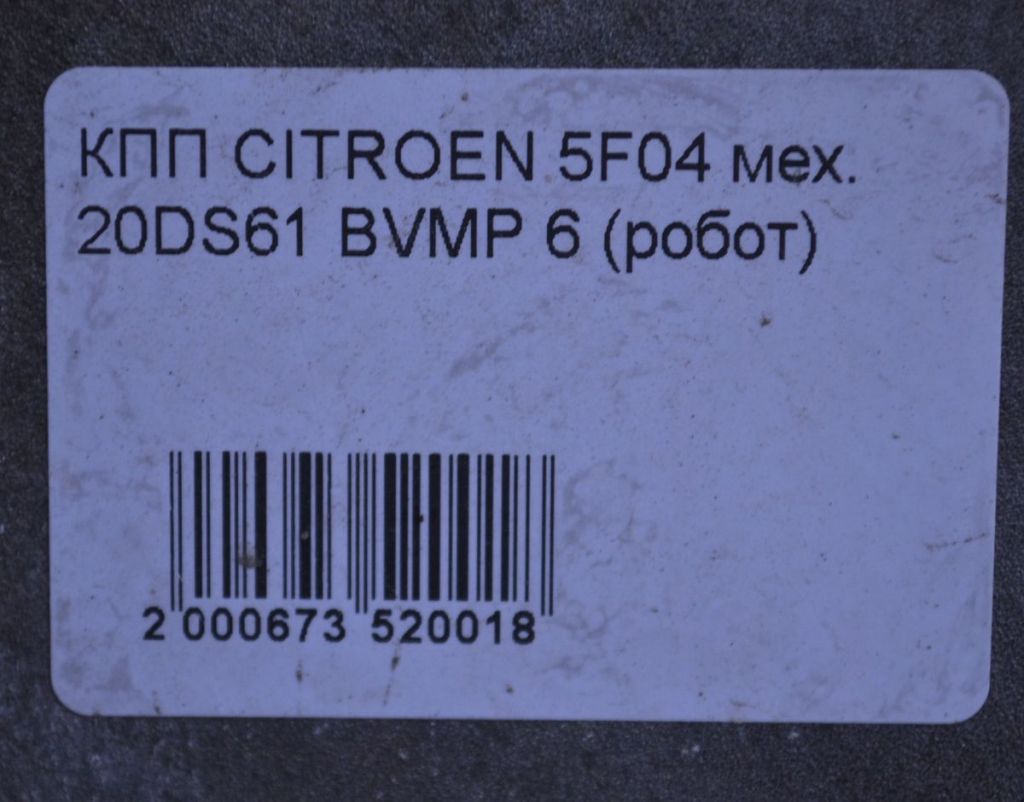 КПП CITROEN 5F04 мех.
20DS61 BVMP 6 (робот)
2 000673 520018